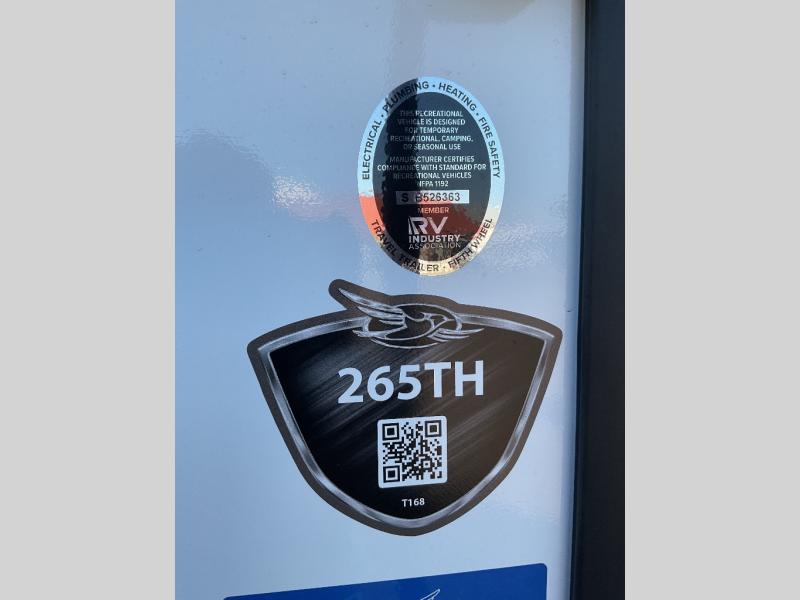 ELECTRICAL • PLUMBING • HEATING • FIRE SAFETY
THIS RECREATIONAL
VEHICLE IS DESIGNED
FOR TEMPORARY
RECREATIONAL, CAMPING,
OR SEASONAL USE
MANUFACTURER CERTIFIES
COMPLIANCE WITH STANDARD FOR
RECREATIONAL VEHICLES
NFPA 1192
S B526363
MEMBER
RV
INDUSTRY
ASSOCIATION
TRAVEL TRAILER • FIFTH WHEEL
265TH
T168